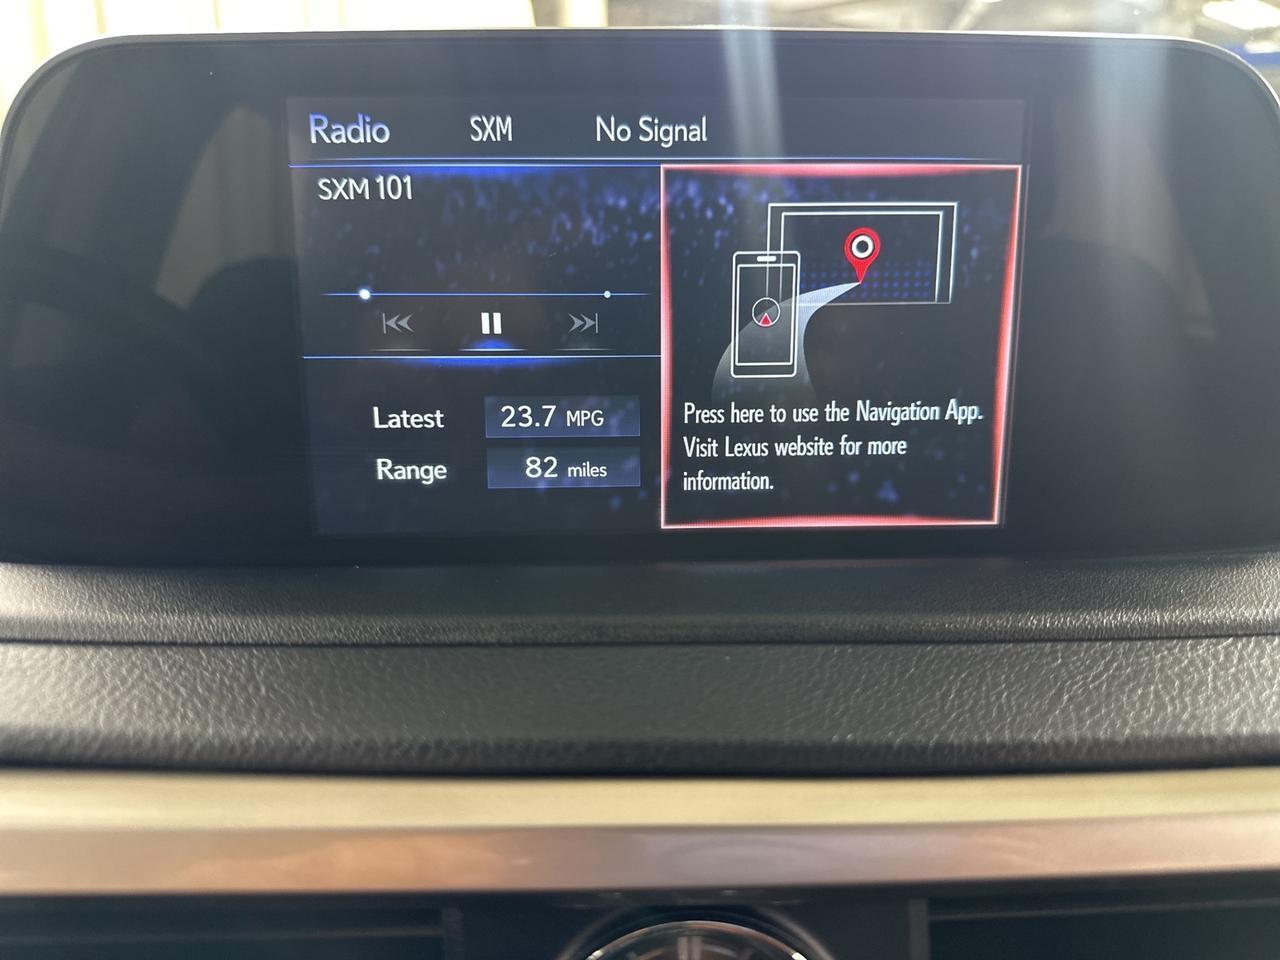 Radio SXM No Signal
SXM 101
Latest 23.7 MPG
Range 82 miles
Press here to use the Navigation App.
Visit Lexus website for more
information.